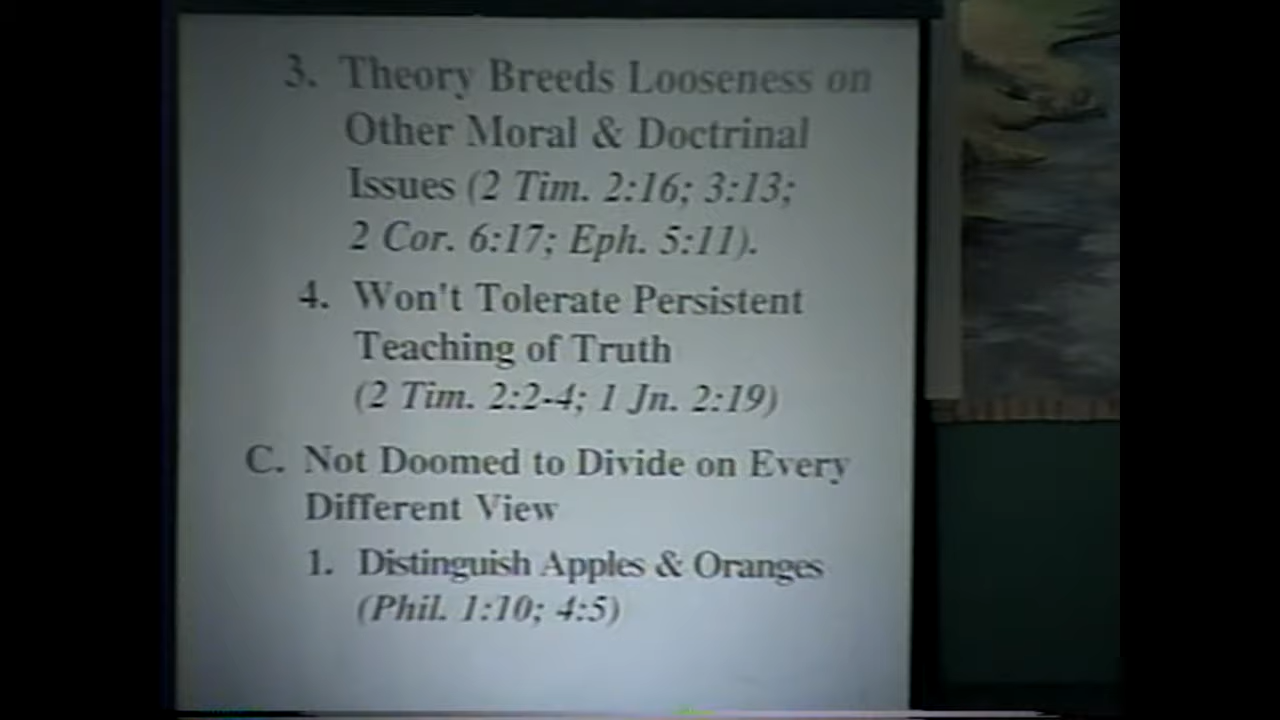 3. Theory Breeds Looseness on
Other Moral & Doctrinal
Issues (2 Tim. 2:16; 3:13;
2 Cor. 6:17; Eph. 5:11).
4. Won't Tolerate Persistent
Teaching of Truth
(2 Tim. 2:2-4; 1 Jn. 2:19)
C. Not Doomed to Divide on Every
Different View
1. Distinguish Apples & Oranges
(Phil. 1:10; 4:5)